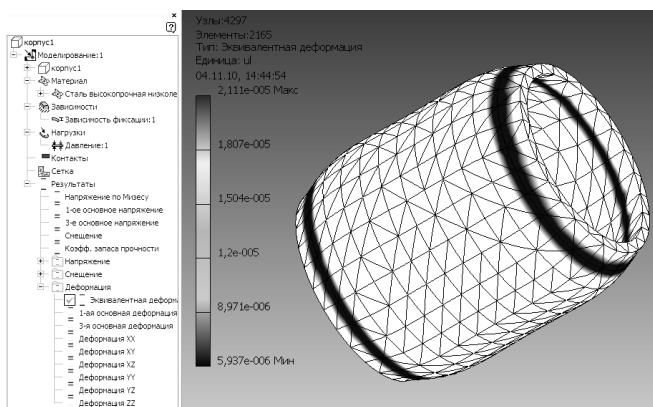 корпус1
Моделирование:1
корпус1
Материал
Сталь высокопрочная низколе
Зависимости
Зависимость фиксации:1
Нагрузки
Давление:1
Контакты
Сетка
Результаты
Напряжение по Мизесу
1-ое основное напряжение
3-е основное напряжение
Смещение
Коэфф. запаса прочности
Напряжение
Смещение
Деформация
Эквивалентная деформ
1-ая основная деформация
3-я основная деформация
Деформация XX
Деформация XY
Деформация XZ
Деформация YY
Деформация YZ
Деформация ZZ
Узлы:4297
Элементы:2165
Тип: Эквивалентная деформация
Единица: ul
04.11.10, 14:44:54
2,111e-005 Макс
1,807e-005
1,504e-005
1,2e-005
8,971e-006
5,937e-006 Мин